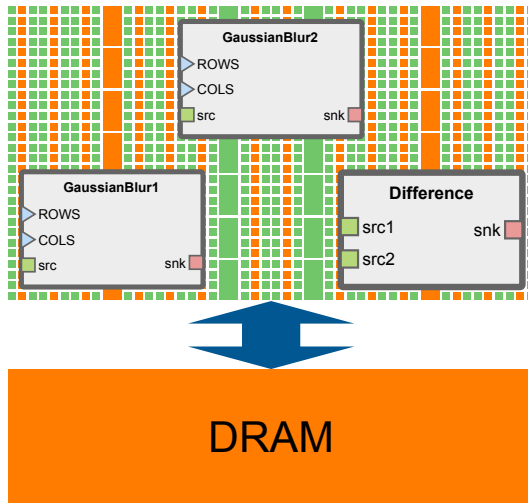 GaussianBlur2
ROWS
COLS
src
snk
GaussianBlur1
ROWS
COLS
src
snk
Difference
src1
snk
src2
DRAM